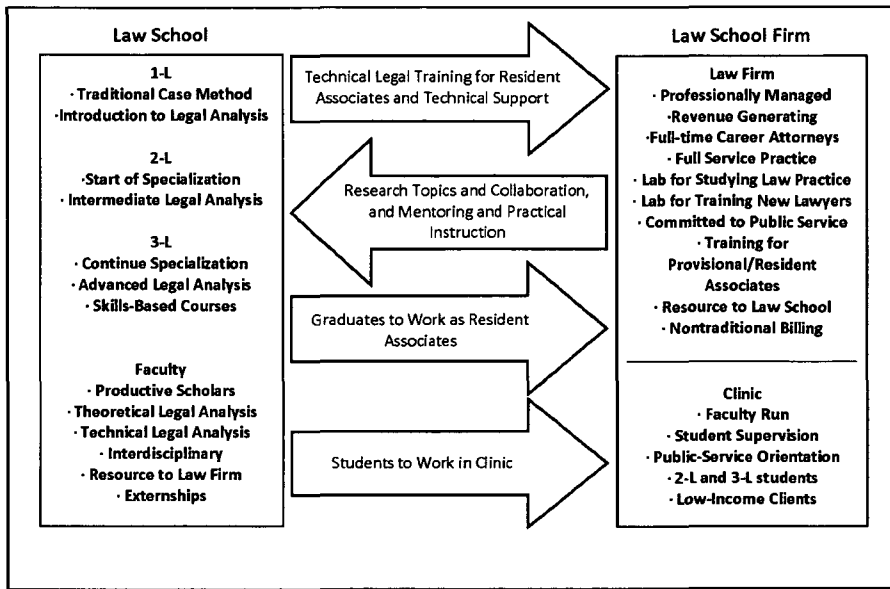 Law School
1-L
· Traditional Case Method
·Introduction to Legal Analysis
2-L
· Start of Specialization
· Intermediate Legal Analysis
3-L
· Continue Specialization
· Advanced Legal Analysis
· Skills-Based Courses
Faculty
· Productive Scholars
· Theoretical Legal Analysis
· Technical Legal Analysis
· Interdisciplinary
· Resource to Law Firm
· Externships
Technical Legal Training for Resident
Associates and Technical Support
Research Topics and Collaboration,
and Mentoring and Practical
Instruction
Graduates to Work as Resident
Associates
Students to Work in Clinic
Law School Firm
Law Firm
· Professionally Managed
· Revenue Generating
·Full-time Career Attorneys
· Full Service Practice
· Lab for Studying Law Practice
· Lab for Training New Lawyers
· Committed to Public Service
· Training for
Provisional/Resident
Associates
· Resource to Law School
· Nontraditional Billing
Clinic
· Faculty Run
· Student Supervision
· Public-Service Orientation
· 2-L and 3-L students
· Low-Income Clients